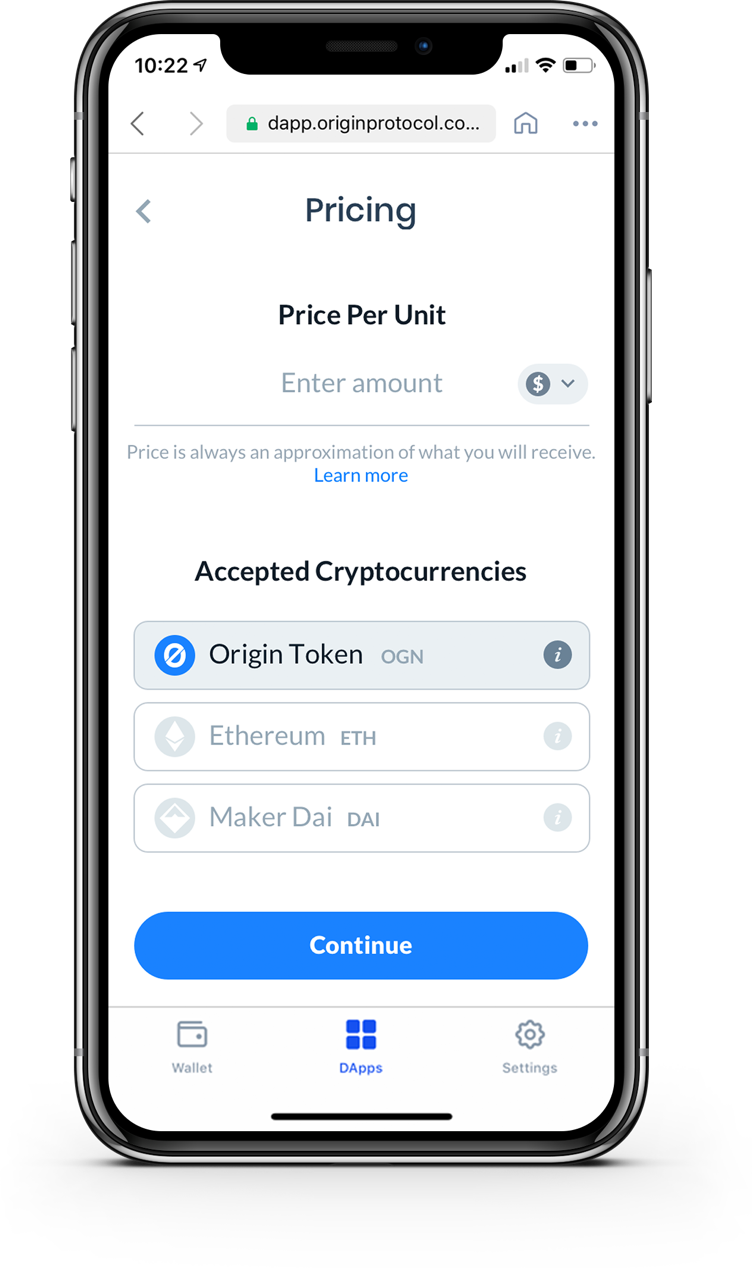 10:22
dapp.originprotocol.co...
Pricing
Price Per Unit
Enter amount
$
Price is always an approximation of what you will receive.
Learn more
Accepted Cryptocurrencies
Origin Token OGN i
Ethereum ETH i
Maker Dai DAI i
Continue
Wallet DApps Settings